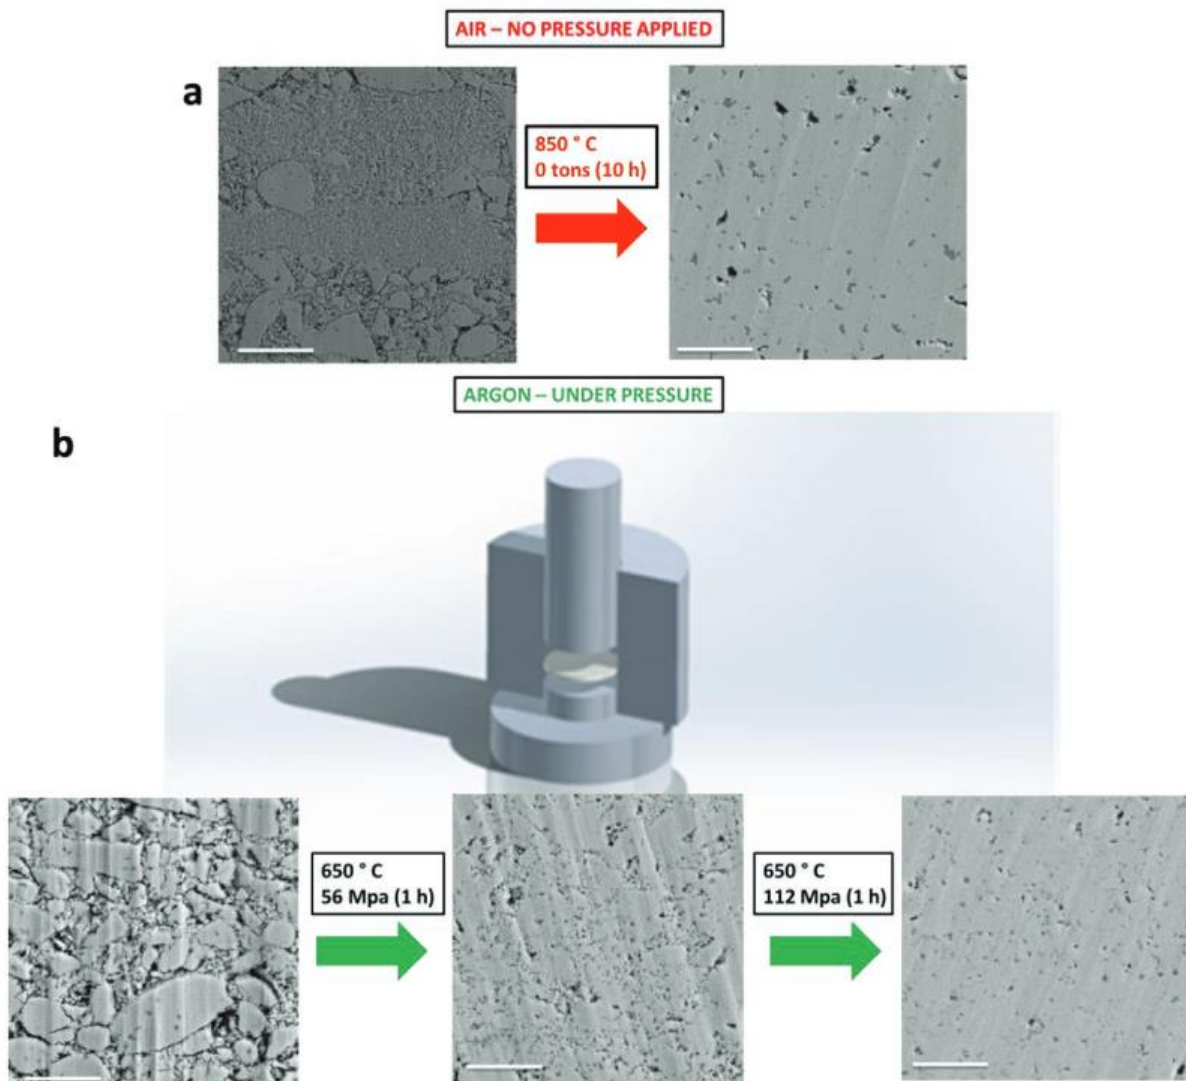 AIR – NO PRESSURE APPLIED
a
850 ° C
0 tons (10 h)
ARGON – UNDER PRESSURE
b
650 ° C
56 Mpa (1 h)
650 ° C
112 Mpa (1 h)